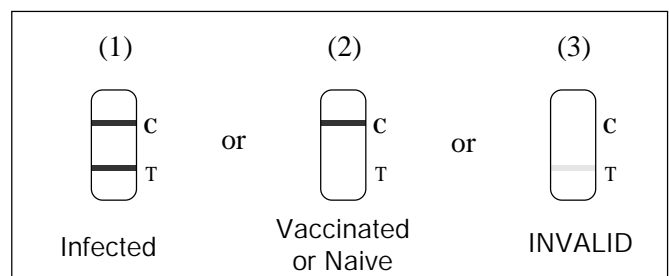 (1) (2) (3)
C C C
or or
T T T
Infected
Vaccinated
or Naive
INVALID